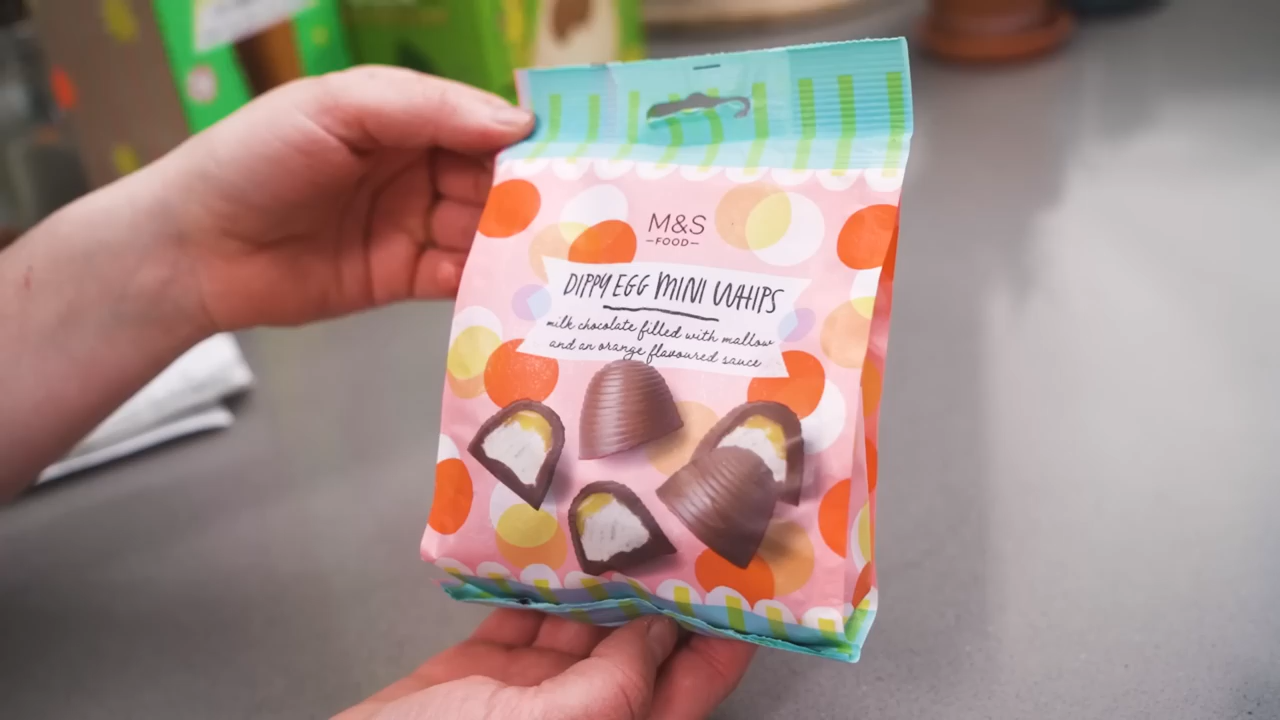 M&S
—FOOD—
DIPPY EGG MINI WHIPS
milk chocolate filled with mallow
and an orange flavoured sauce